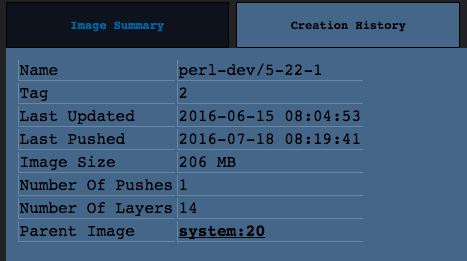 Image Summary Creation History
Name perl-dev/5-22-1
Tag 2
Last Updated 2016-06-15 08:04:53
Last Pushed 2016-07-18 08:19:41
Image Size 206 MB
Number Of Pushes 1
Number Of Layers 14
Parent Image system:20